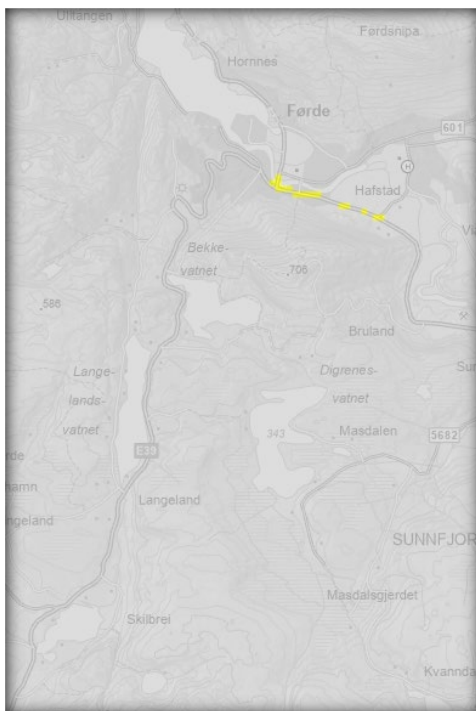 Ulltangen
Førdsnipa
Hornnes
Førde
601
H
Hafstad
Bekke-
vatnet
706
586
Bruland
Lange-
lands-
vatnet
Digrenes-
vatnet
343
Masdalen
5682
E39
Langeland
SUNNFJOR
Masdalsgjerdet
Skilbrei
Kvannda